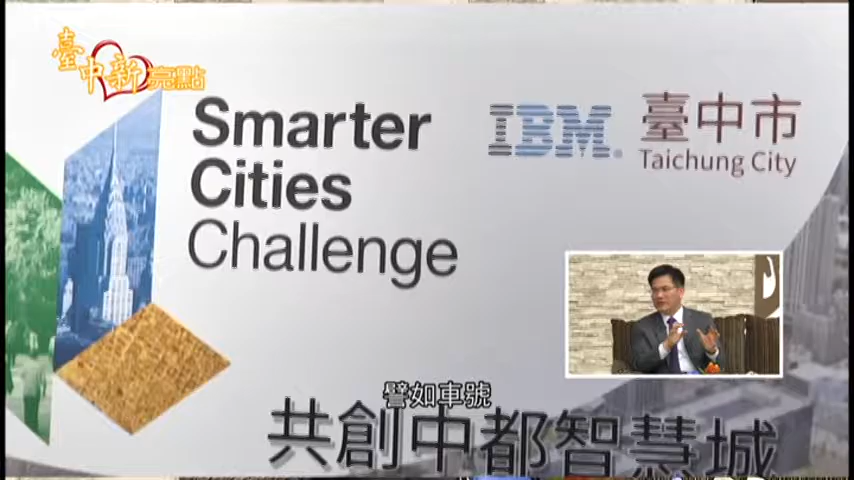 臺中新亮點
Smarter
Cities
Challenge
IBM®
臺中市
Taichung City
譬如車號
共創中都智慧城